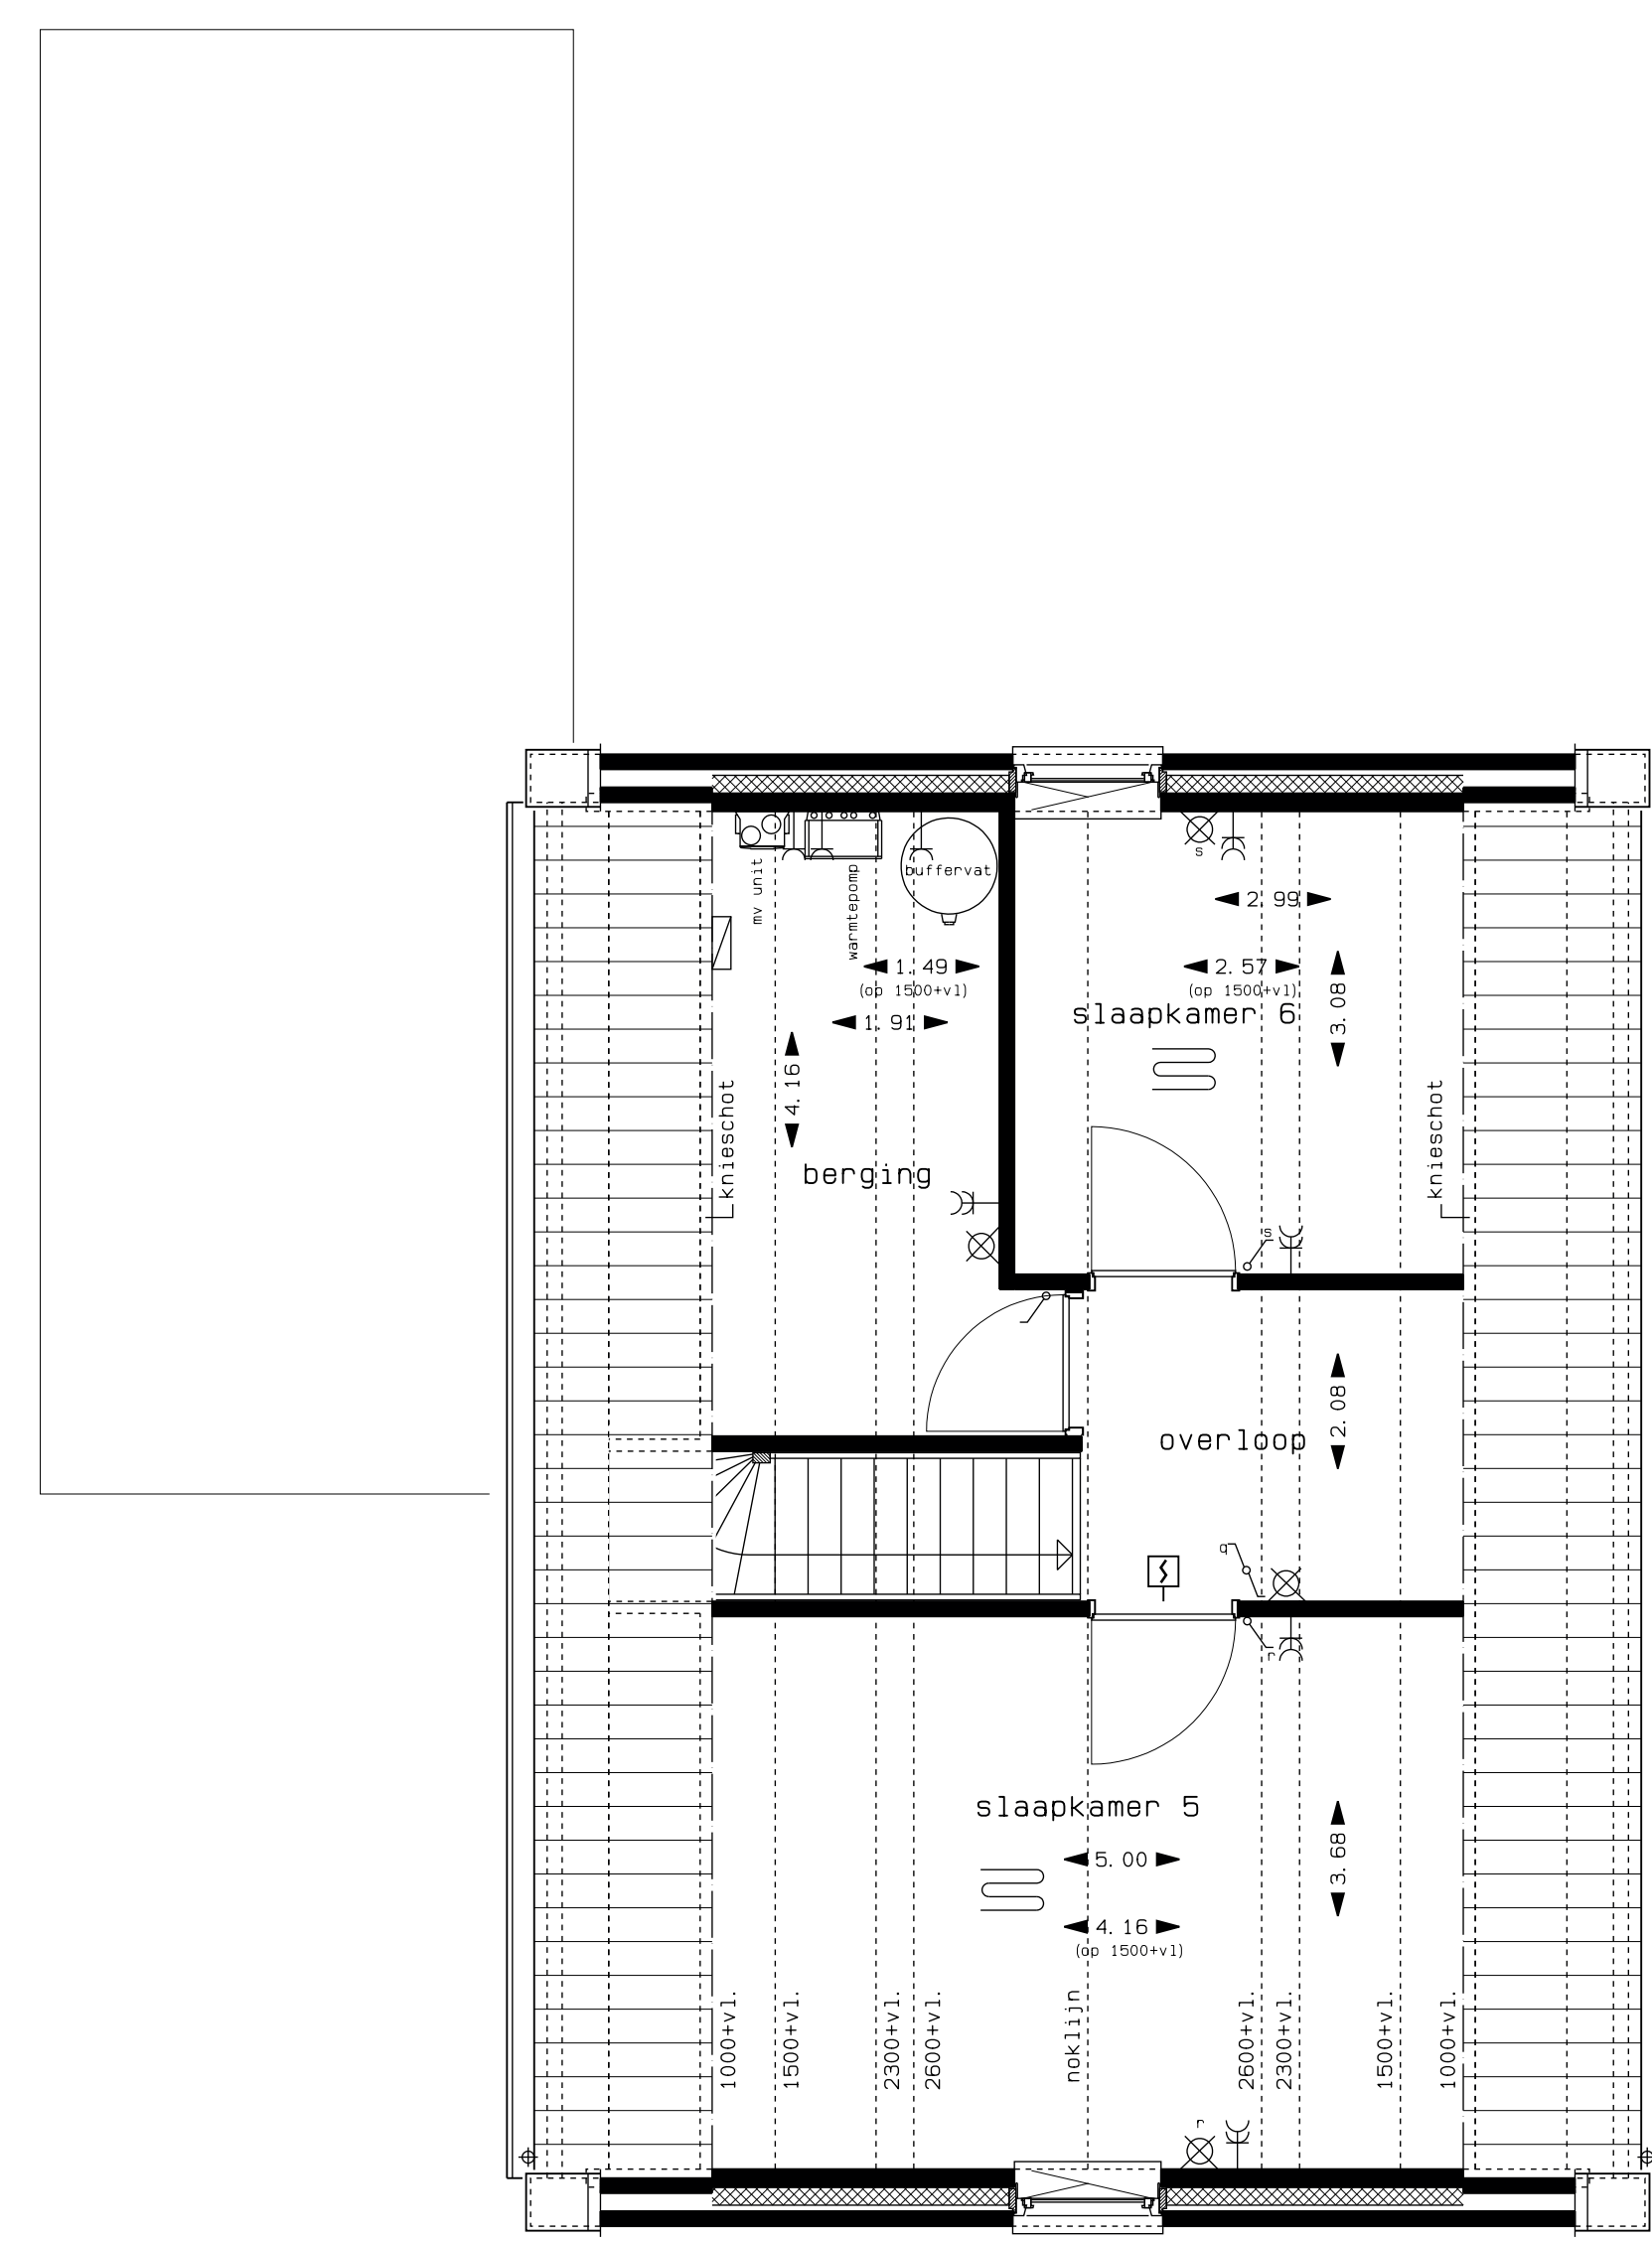 s
buffervat
mv unit
warmtepomp
2.99
1.49
(op 1500+vl)
2.57
(op 1500+vl)
slaapkamer 6
3.08
1.91
4.16
knieschot
knieschot
berging
s
overloop
2.08
q
r
slaapkamer 5
5.00
3.68
4.16
(op 1500+vl)
1000+vl.
1500+vl.
2300+vl.
2600+vl.
noklijn
2600+vl.
2300+vl.
1500+vl.
1000+vl.
r